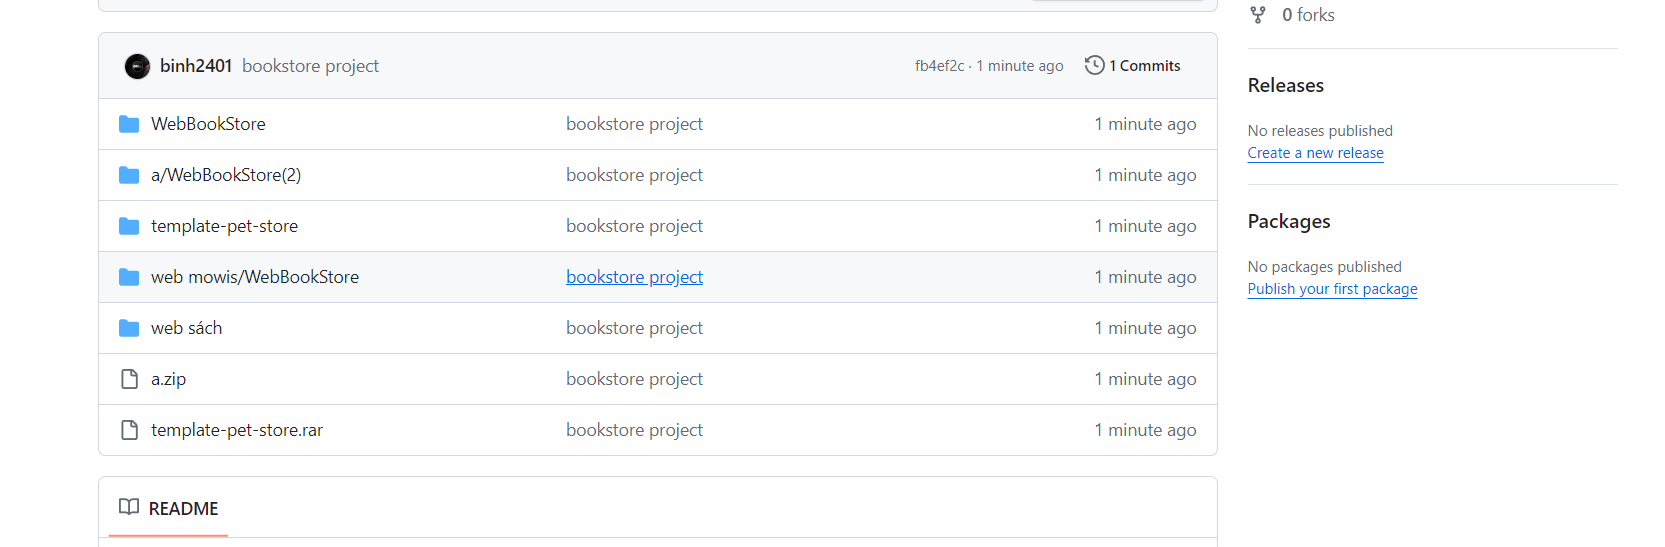 0 forks
binh2401 bookstore project fb4ef2c · 1 minute ago 1 Commits
WebBookStore bookstore project 1 minute ago
a/WebBookStore(2) bookstore project 1 minute ago
template-pet-store bookstore project 1 minute ago
web mowis/WebBookStore bookstore project 1 minute ago
web sách bookstore project 1 minute ago
a.zip bookstore project 1 minute ago
template-pet-store.rar bookstore project 1 minute ago
README
Releases
No releases published
Create a new release
Packages
No packages published
Publish your first package